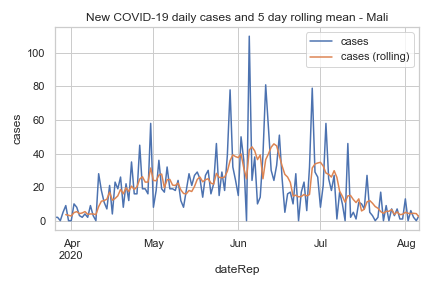 New COVID-19 daily cases and 5 day rolling mean - Mali
cases
cases (rolling)
cases
100
80
60
40
20
0
Apr
2020
May
Jun
Jul
Aug
dateRep